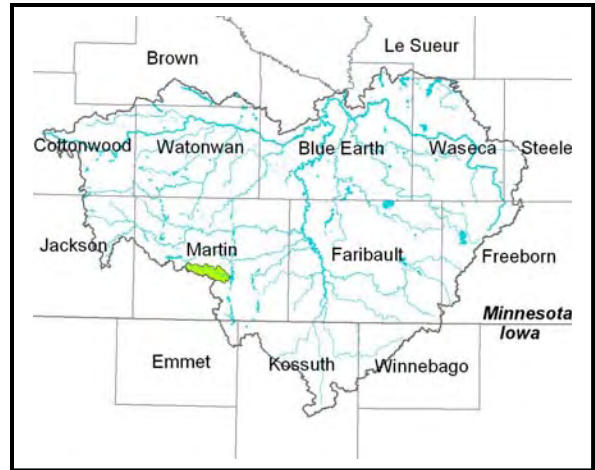 Le Sueur
Brown
Cottonwood
Watonwan
Blue Earth
Waseca
Steele
Jackson
Martin
Faribault
Freeborn
Minnesota
Iowa
Emmet
Kossuth
Winnebago